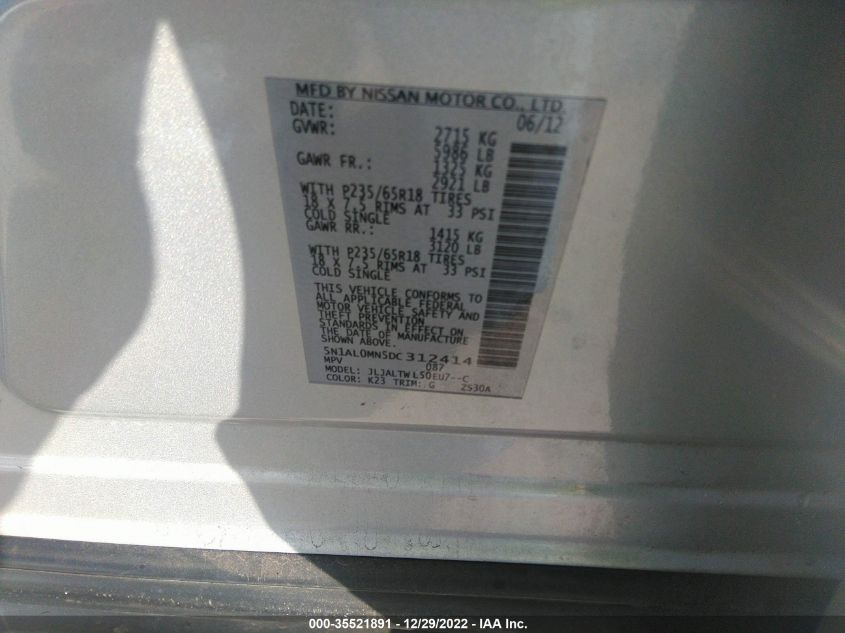 MFD BY NISSAN MOTOR CO., LTD.
DATE: 06/12
GVWR: 2715 KG
5986 LB
GAWR FR.: 1325 KG
2921 LB
WITH P235/65R18 TIRES
18 X 7.5 RIMS AT 33 PSI
COLD SINGLE
GAWR RR.: 1415 KG
3120 LB
WITH P235/65R18 TIRES
18 X 7.5 RIMS AT 33 PSI
COLD SINGLE
THIS VEHICLE CONFORMS TO
ALL APPLICABLE FEDERAL
MOTOR VEHICLE SAFETY AND
THEFT PREVENTION
STANDARDS IN EFFECT ON
THE DATE OF MANUFACTURE
SHOWN ABOVE.
5N1AL0MN5DC312414
MPV 087
MODEL: JLJALTWL50EU7--C
COLOR: K23 TRIM: G 2S30A
000-35521891 - 12/29/2022 - IAA Inc.